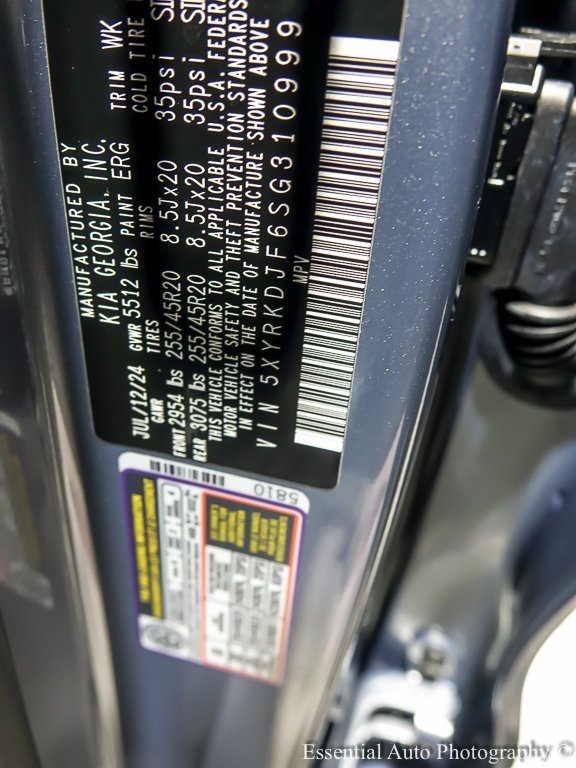 MANUFACTURED BY
KIA GEORGIA, INC.
JUL/12/24 GVWR 5512 lbs PAINT ERG TRIM WK
GAWR TIRES RIMS COLD TIRE
FRONT 2954 lbs 255/45R20 8.5Jx20 35psi
REAR 3075 lbs 255/45R20 8.5Jx20 35psi
THIS VEHICLE CONFORMS TO ALL APPLICABLE U.S.A. FEDERA
MOTOR VEHICLE SAFETY AND THEFT PREVENTION STANDARDS
IN EFFECT ON THE DATE OF MANUFACTURE SHOWN ABOVE
VIN 5XYRKDJF6SG310999
MPV
5810
Essential Auto Photography ©